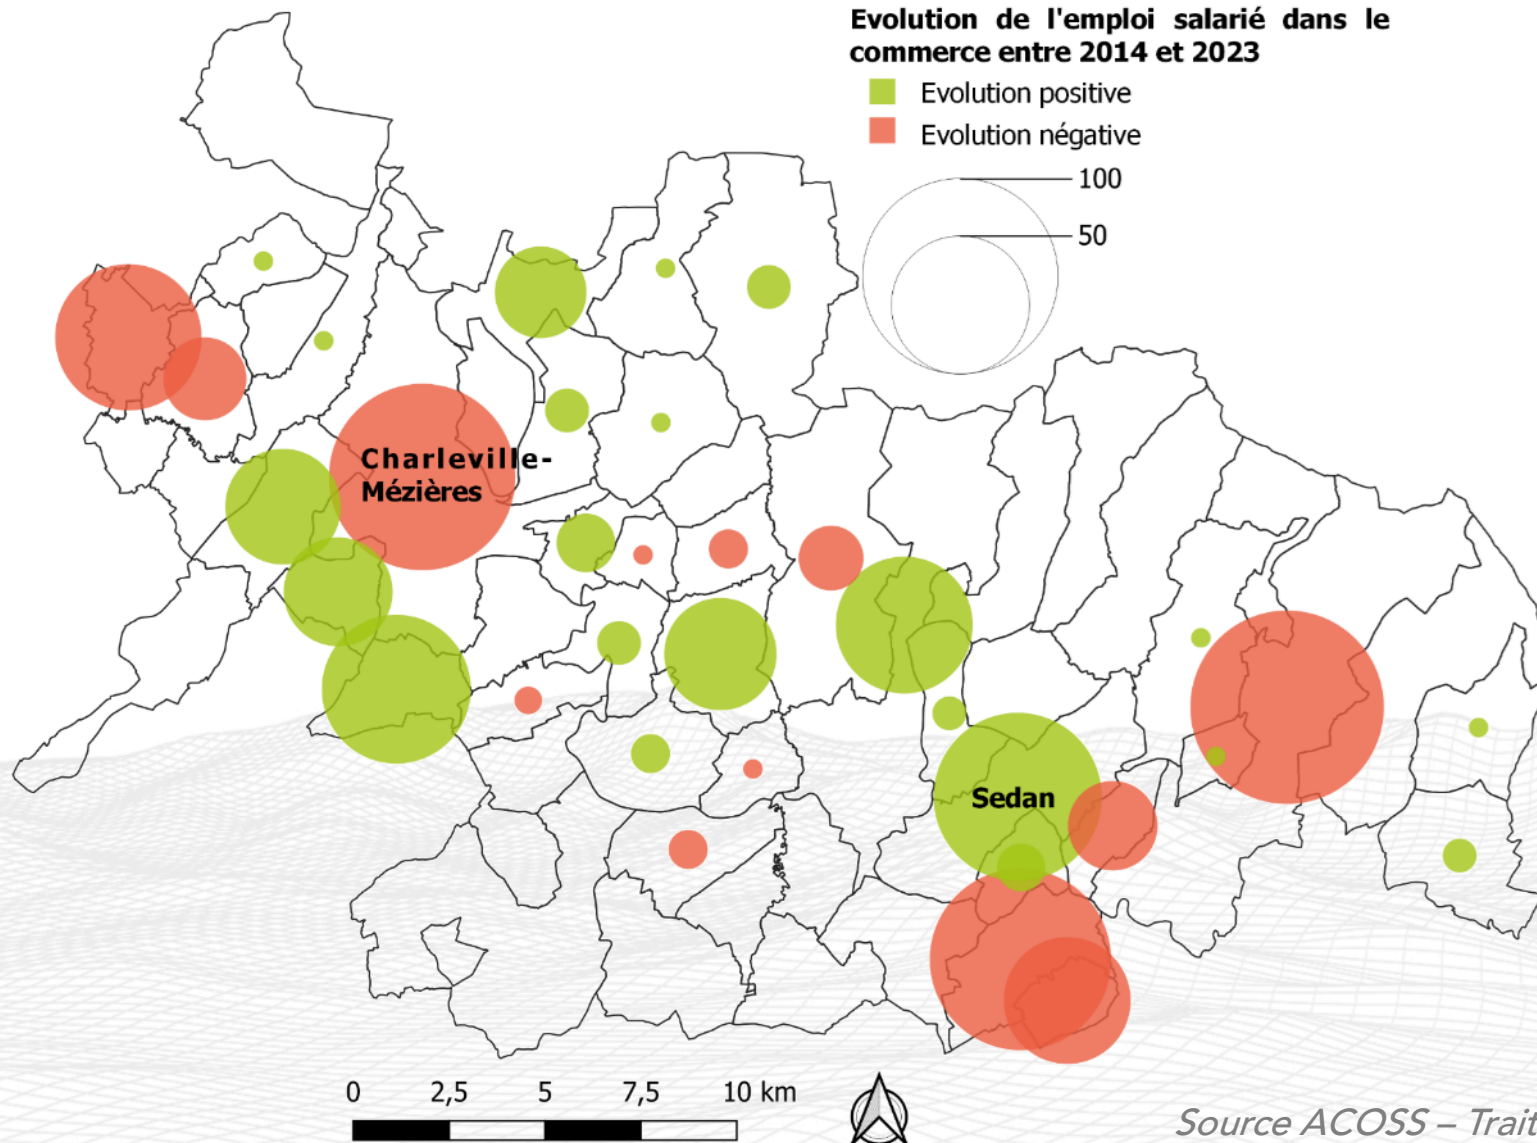 Evolution de l'emploi salarié dans le
commerce entre 2014 et 2023
Evolution positive
Evolution négative
100
50
Charleville-
Mézières
Sedan
0 2,5 5 7,5 10 km
Source ACOSS – Trait